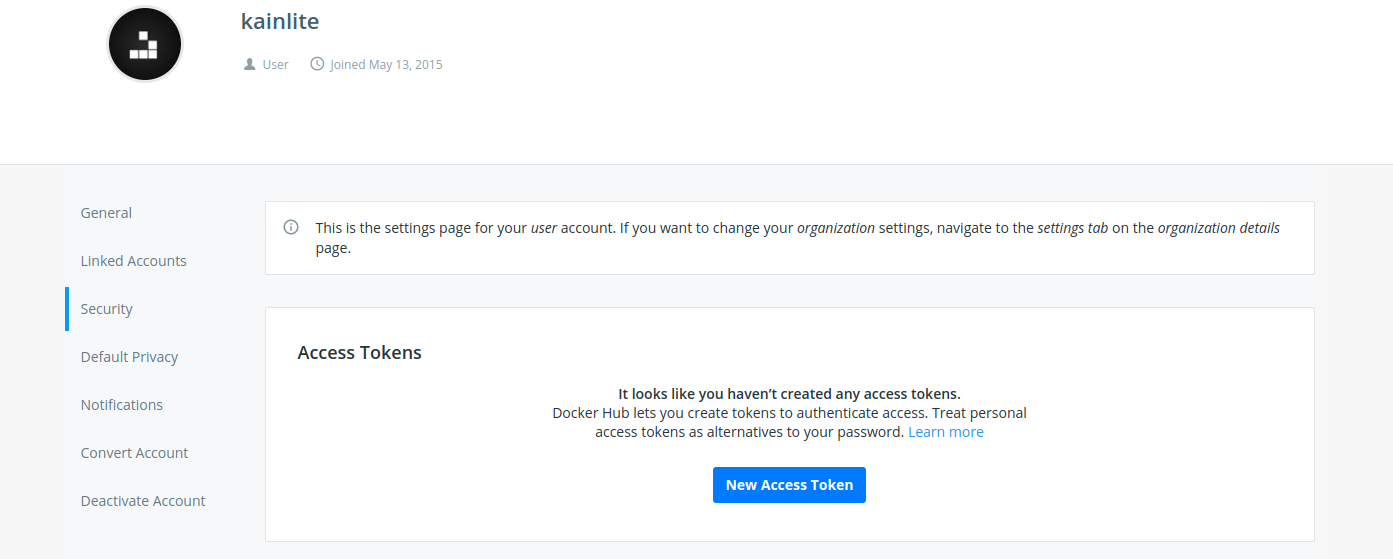 kainlite
User Joined May 13, 2015
General
Linked Accounts
Security
Default Privacy
Notifications
Convert Account
Deactivate Account
This is the settings page for your user account. If you want to change your organization settings, navigate to the settings tab on the organization details
page.
Access Tokens
It looks like you haven’t created any access tokens.
Docker Hub lets you create tokens to authenticate access. Treat personal
access tokens as alternatives to your password. Learn more
New Access Token